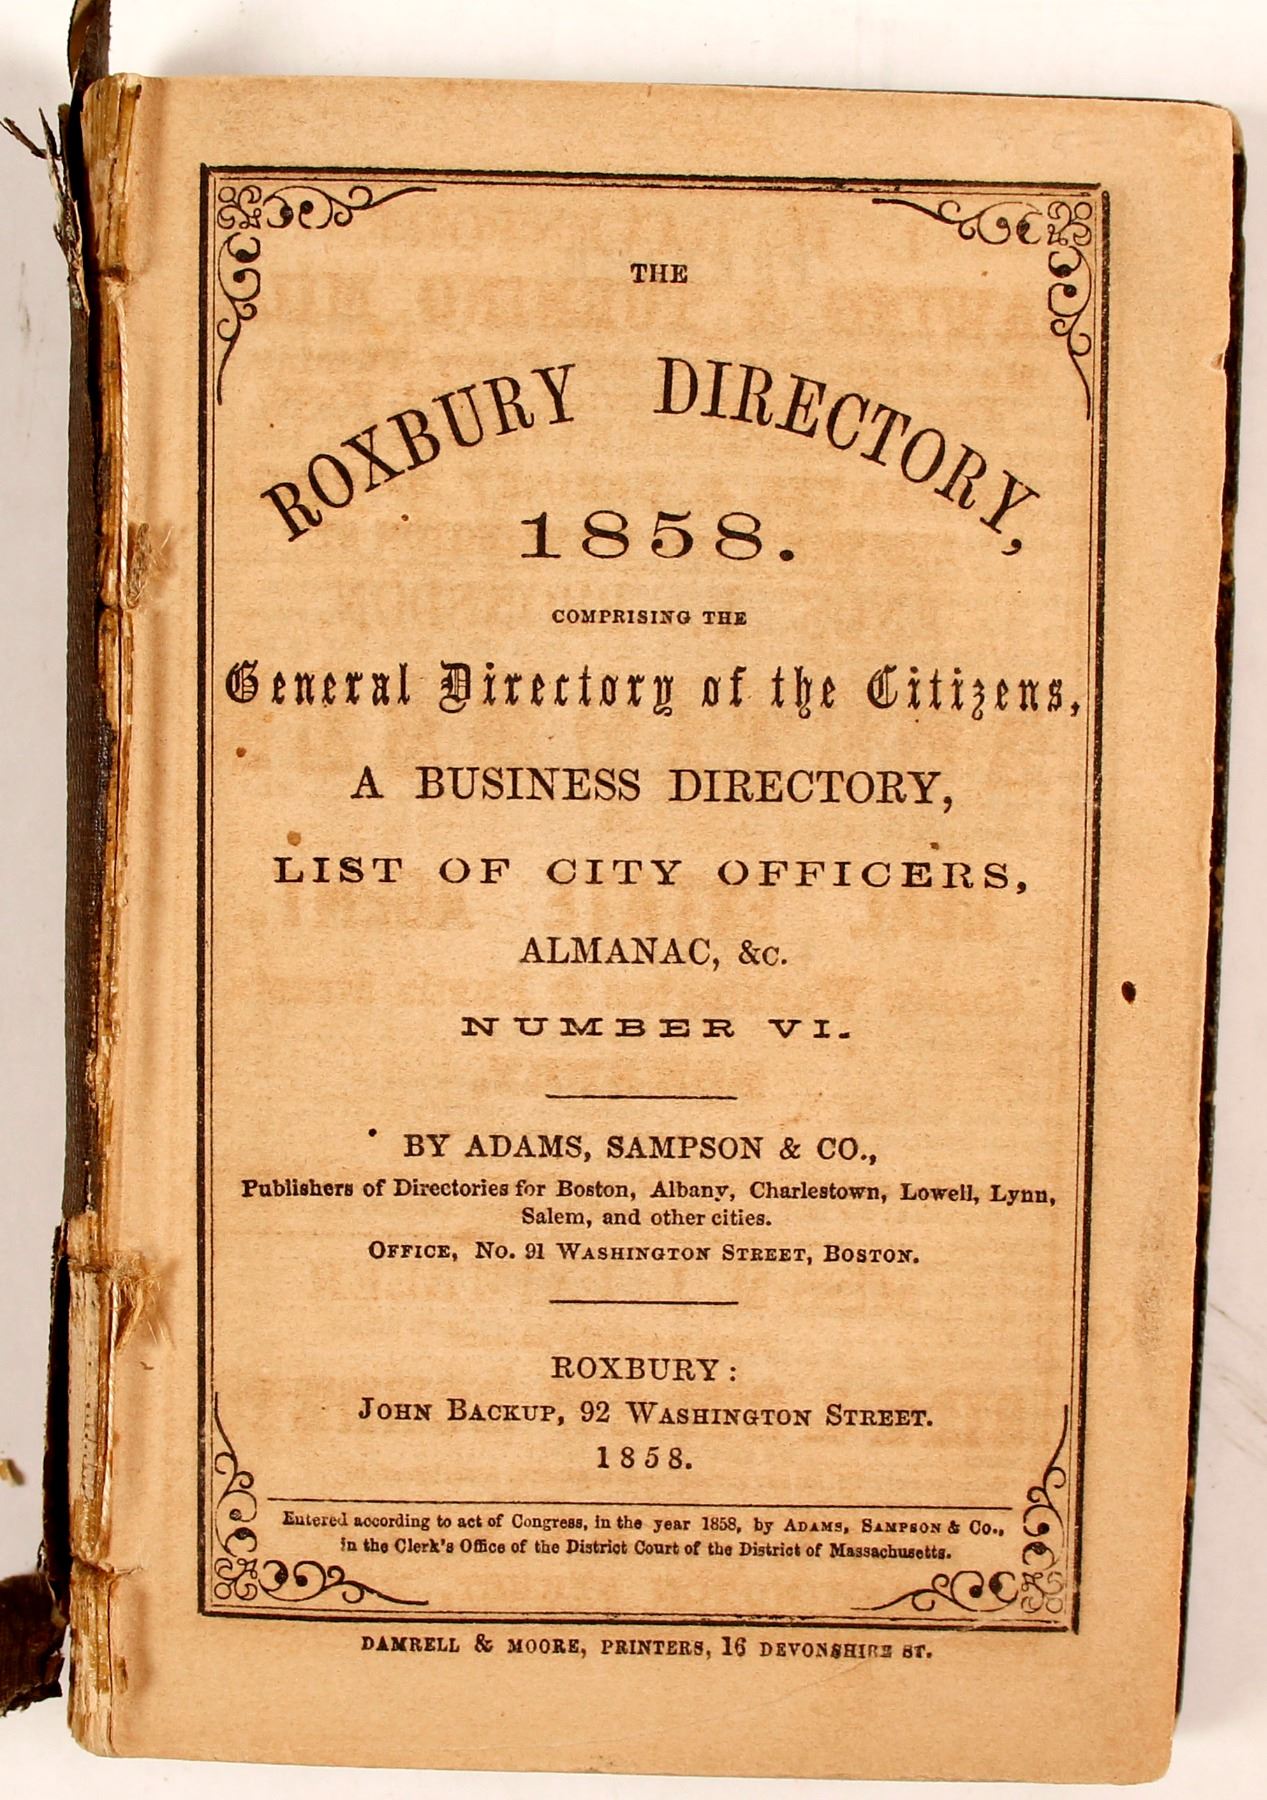 THE
ROXBURY DIRECTORY,
1858.
COMPRISING THE
General Directory of the Citizens,
A BUSINESS DIRECTORY,
LIST OF CITY OFFICERS,
ALMANAC, &c.
NUMBER VI.
BY ADAMS, SAMPSON & CO.,
Publishers of Directories for Boston, Albany, Charlestown, Lowell, Lynn,
Salem, and other cities.
OFFICE, No. 91 WASHINGTON STREET, BOSTON.
ROXBURY:
JOHN BACKUP, 92 WASHINGTON STREET.
1858.
Entered according to act of Congress, in the year 1858, by ADAMS, SAMPSON & Co.,
in the Clerk's Office of the District Court of the District of Massachusetts.
DAMRELL & MOORE, PRINTERS, 16 DEVONSHIRE ST.